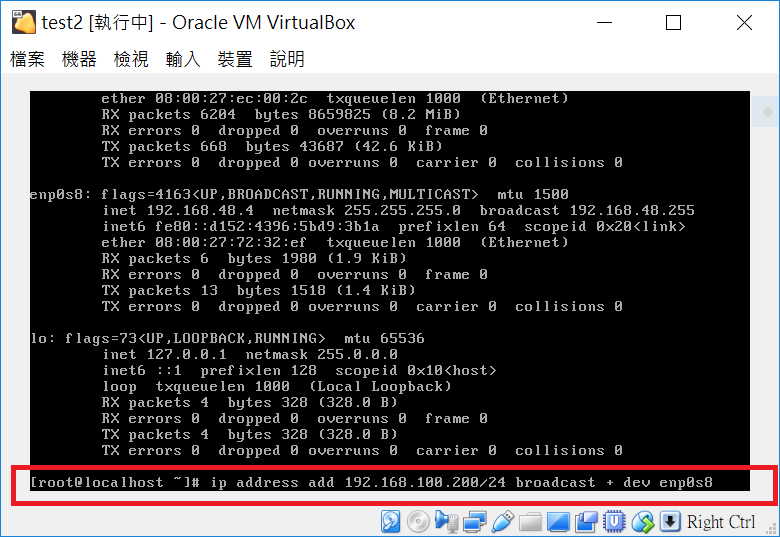 test2 [執行中] - Oracle VM VirtualBox
檔案 機器 檢視 輸入 裝置 說明
ether 08:00:27:ec:00:2c txqueuelen 1000 (Ethernet)
RX packets 6204 bytes 8659825 (8.2 MiB)
RX errors 0 dropped 0 overruns 0 frame 0
TX packets 668 bytes 43687 (42.6 KiB)
TX errors 0 dropped 0 overruns 0 carrier 0 collisions 0
enp0s8: flags=4163<UP,BROADCAST,RUNNING,MULTICAST> mtu 1500
inet 192.168.48.4 netmask 255.255.255.0 broadcast 192.168.48.255
inet6 fe80::d152:4396:5bd9:3b1a prefixlen 64 scopeid 0x20<link>
ether 08:00:27:72:32:ef txqueuelen 1000 (Ethernet)
RX packets 6 bytes 1980 (1.9 KiB)
RX errors 0 dropped 0 overruns 0 frame 0
TX packets 13 bytes 1518 (1.4 KiB)
TX errors 0 dropped 0 overruns 0 carrier 0 collisions 0
lo: flags=73<UP,LOOPBACK,RUNNING> mtu 65536
inet 127.0.0.1 netmask 255.0.0.0
inet6 ::1 prefixlen 128 scopeid 0x10<host>
loop txqueuelen 1000 (Local Loopback)
RX packets 4 bytes 328 (328.0 B)
RX errors 0 dropped 0 overruns 0 frame 0
TX packets 4 bytes 328 (328.0 B)
TX errors 0 dropped 0 overruns 0 carrier 0 collisions 0
[root@localhost ~]# ip address add 192.168.100.200/24 broadcast + dev enp0s8
Right Ctrl